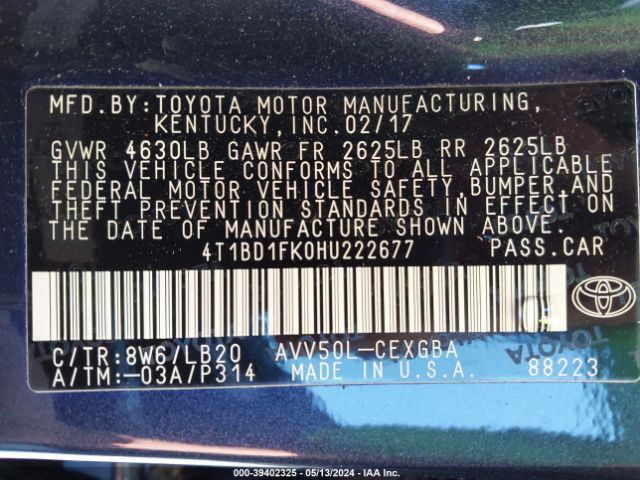 MFD.BY:TOYOTA MOTOR MANUFACTURING,
KENTUCKY,INC.02/17
GVWR 4630LB GAWR FR 2625LB RR 2625LB
THIS VEHICLE CONFORMS TO ALL APPLICABLE
FEDERAL MOTOR VEHICLE SAFETY,BUMPER,AND
THEFT PREVENTION STANDARDS IN EFFECT ON
THE DATE OF MANUFACTURE SHOWN ABOVE.
4T1BD1FK0HU222677 PASS.CAR
C/TR:8W6/LB20 AVV50L-CEXGBA
A/TM:-03A/P314 MADE IN U.S.A. 88223
000-39402325 - 05/13/2024 - IAA Inc.